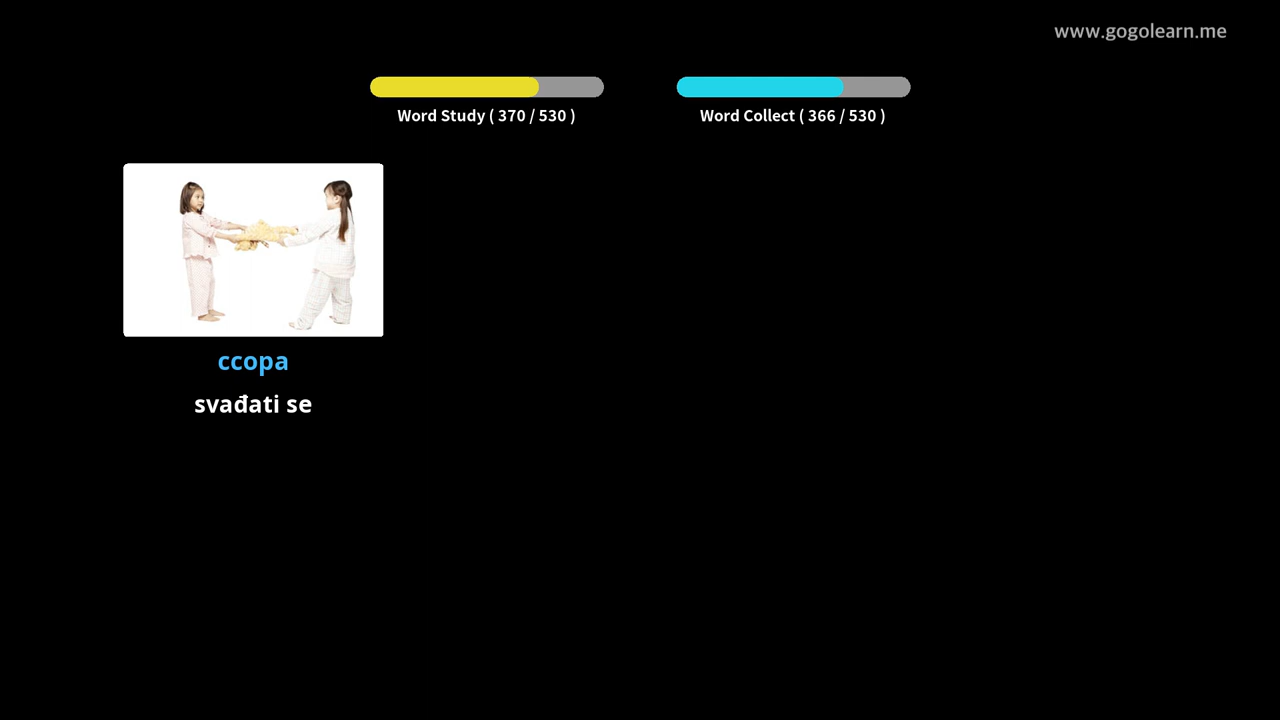 www.gogolearn.me
Word Study ( 370 / 530 )
Word Collect ( 366 / 530 )
ссора
svađati se